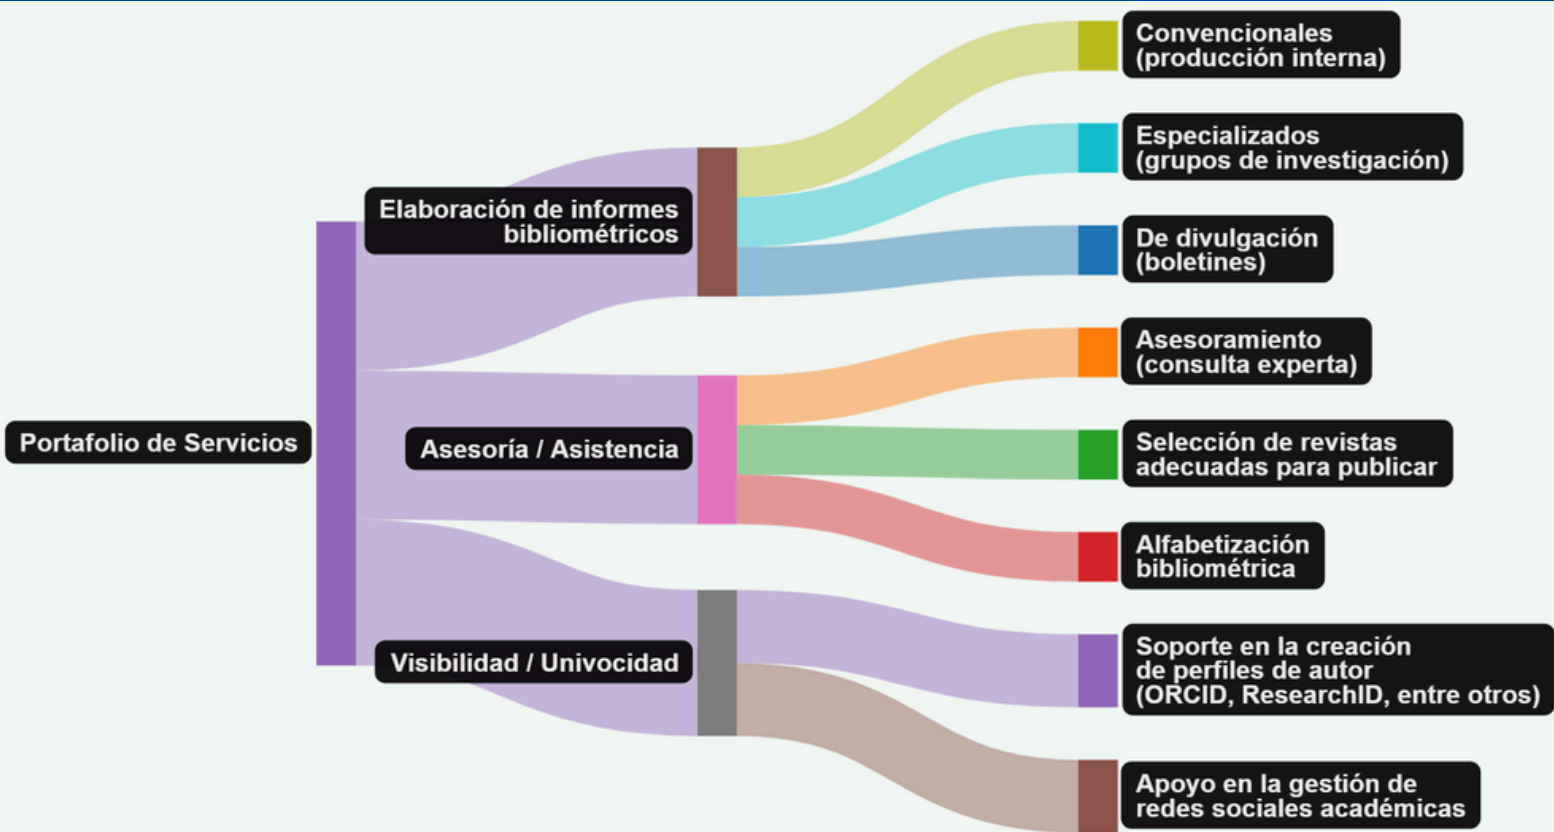 Portafolio de Servicios
Elaboración de informes
bibliométricos
Asesoría / Asistencia
Visibilidad / Univocidad
Convencionales
(producción interna)
Especializados
(grupos de investigación)
De divulgación
(boletines)
Asesoramiento
(consulta experta)
Selección de revistas
adecuadas para publicar
Alfabetización
bibliométrica
Soporte en la creación
de perfiles de autor
(ORCID, ResearchID, entre otros)
Apoyo en la gestión de
redes sociales académicas